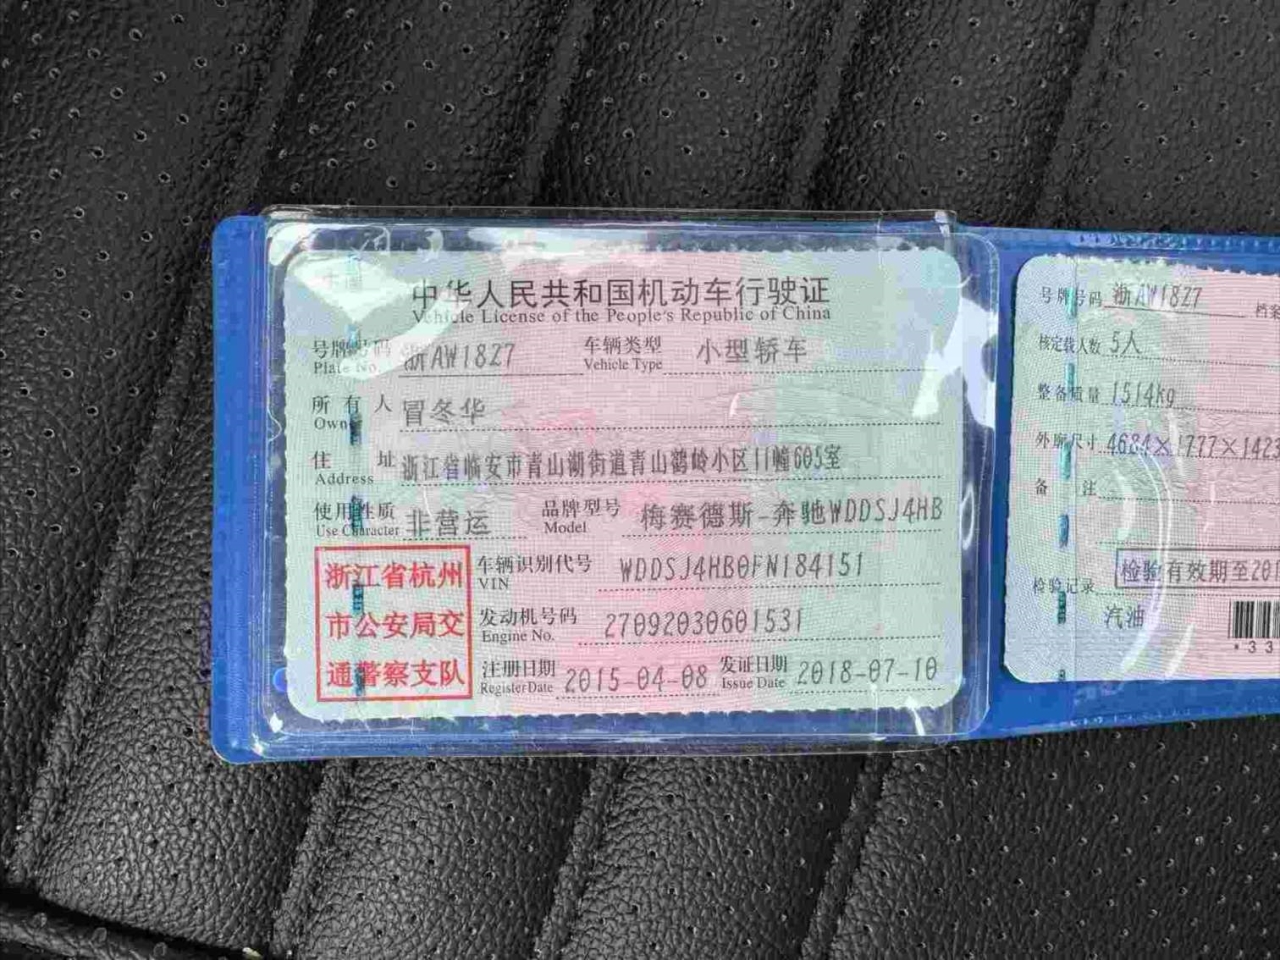 中华人民共和国机动车行驶证
Vehicle License of the People's Republic of China
号牌号码 浙AW18Z7 车辆类型 小型轿车
Plate No. Vehicle Type
所有人 冒冬华
Owner
住址 浙江省临安市青山湖街道青山鹤岭小区11幢605室
Address
使用性质 非营运 品牌型号 梅赛德斯-奔驰WDDSJ4HB
Use Character Model
车辆识别代号 WDDSJ4HB0FN184151
VIN
发动机号码 27092030601531
Engine No.
注册日期 2015-04-08 发证日期 2018-07-10
Register Date Issue Date
浙江省杭州
市公安局交
通警察支队
号牌号码 浙AW18Z7 档案
核定载人数 5人
整备质量 1514kg
外廓尺寸 4684×1777×1423
备注
检验记录 检验有效期至201
汽油
*33